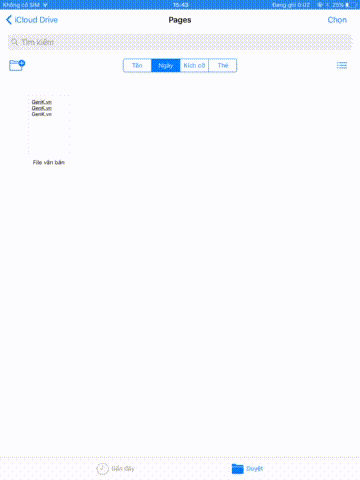 Không có SIM 15:43 Đang ghi 0:02 25%
iCloud Drive Pages Chọn
Tìm kiếm
Tên Ngày Kích cỡ Thẻ
GenK.vn
GenK.vn
GenK.vn
File văn bản
Gần đây Duyệt